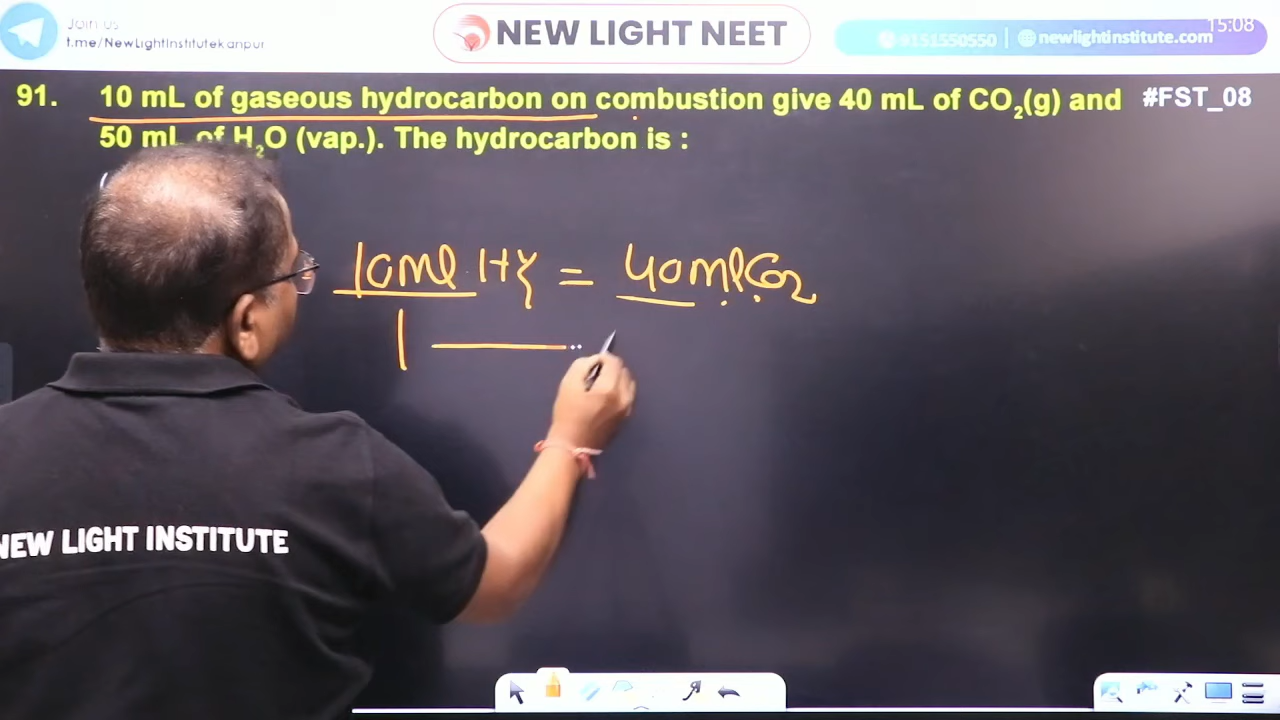 Join us
t.me/NewLightInstitutekanpur
NEW LIGHT NEET
9151550550 | newlightinstitute.com
15:08
91. 10 mL of gaseous hydrocarbon on combustion give 40 mL of CO₂(g) and
50 mL of H₂O (vap.). The hydrocarbon is :
#FST_08
10ml Hy = 40ml CO2
1
NEW LIGHT INSTITUTE